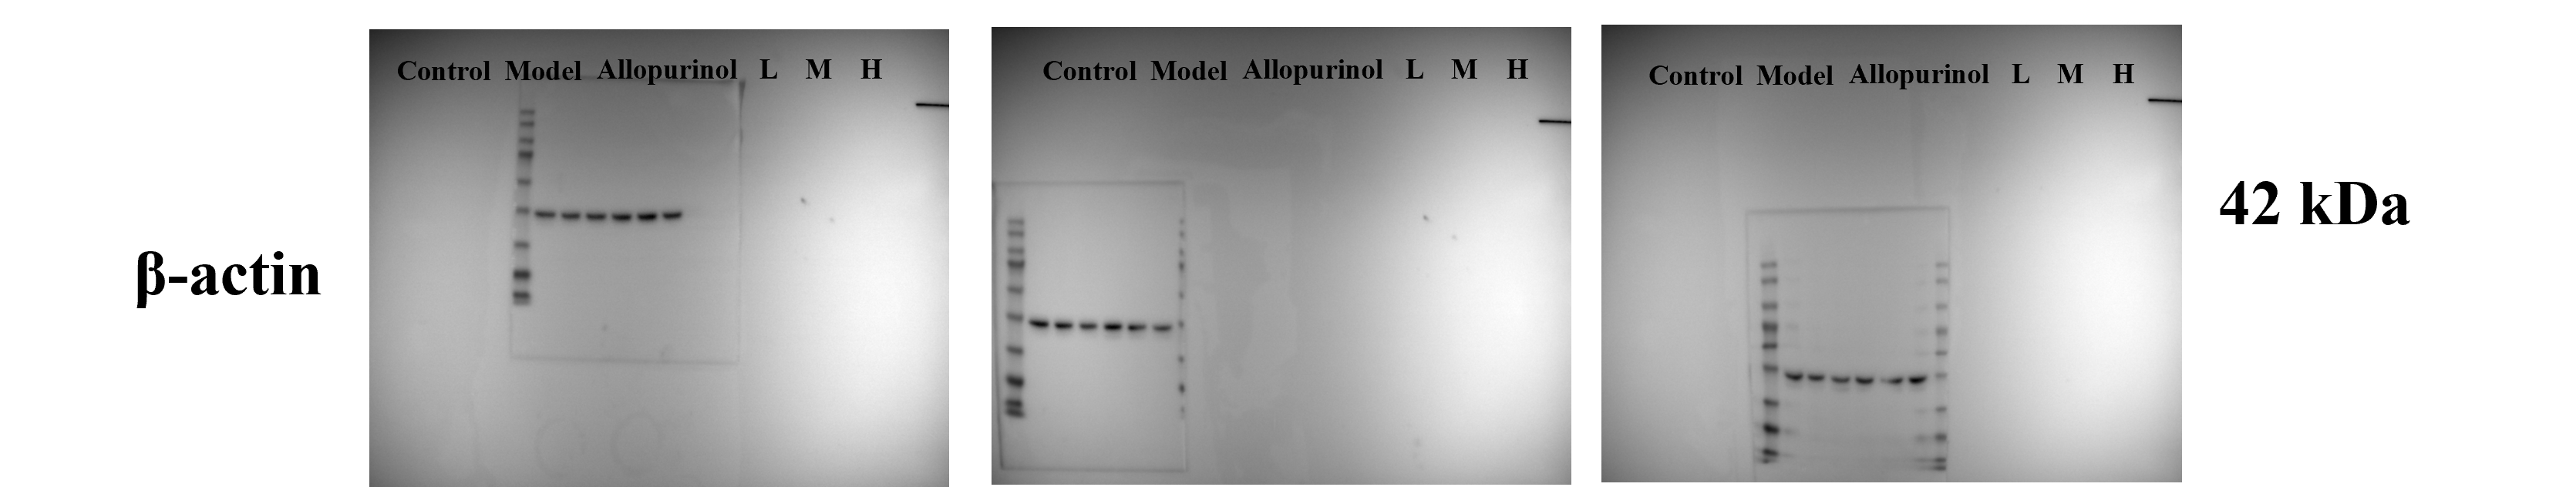 Control Model Allopurinol L M H
Control Model Allopurinol L M H
Control Model Allopurinol L M H
42 kDa
β-actin